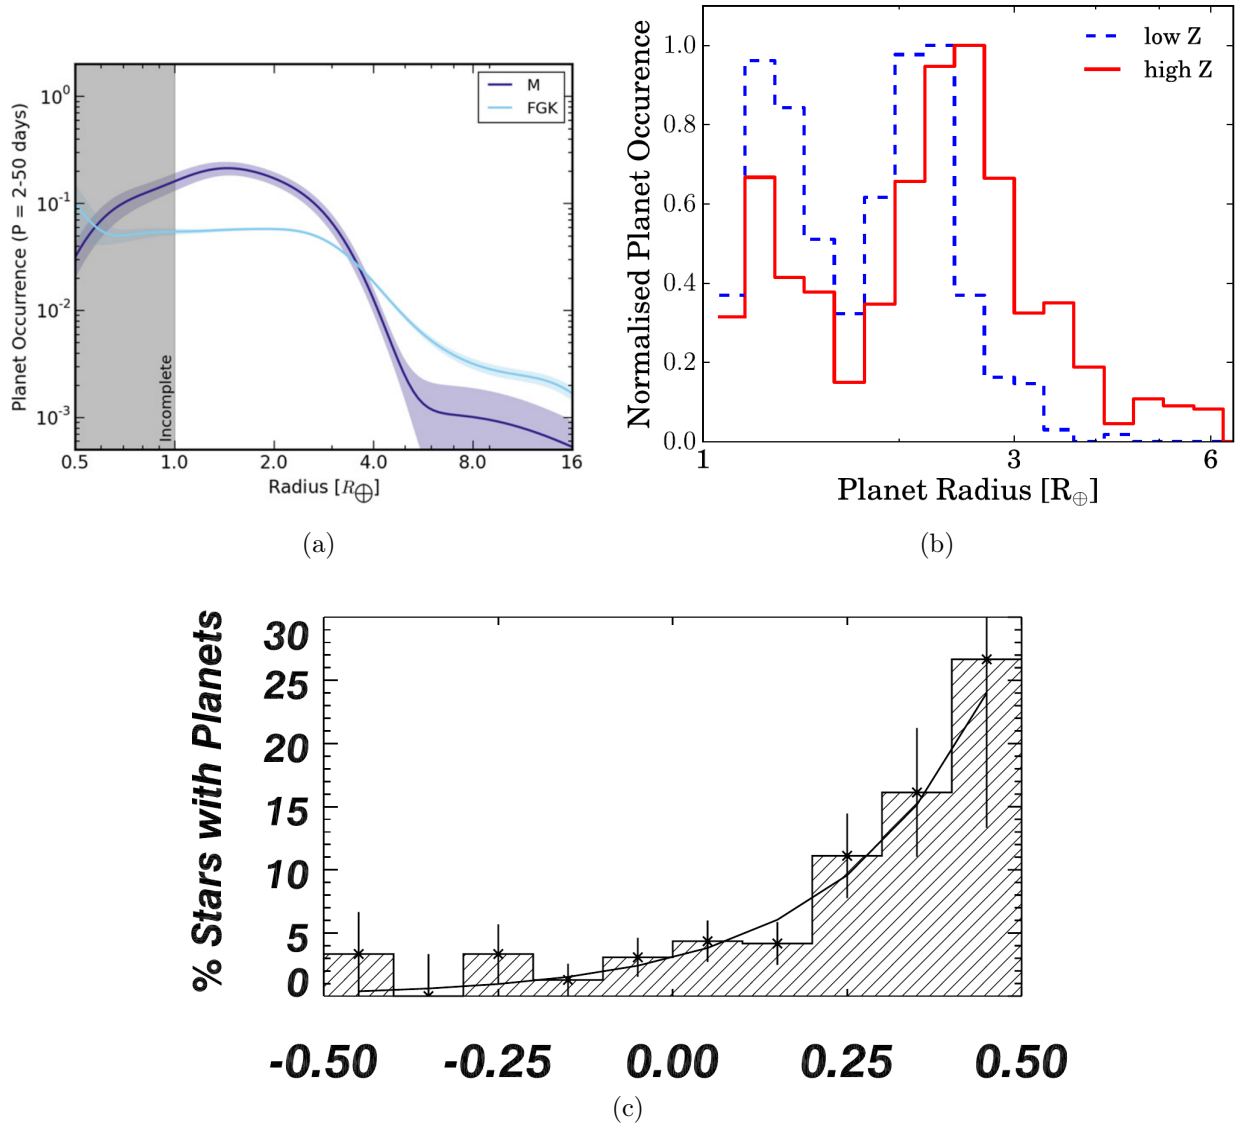 Planet Occurrence (P = 2-50 days)
10⁰
10⁻¹
10⁻²
10⁻³
M
FGK
Incomplete
0.5 1.0 2.0 4.0 8.0 16
Radius [R⊕]
(a)
Normalised Planet Occurence
1.0
0.8
0.6
0.4
0.2
0.0
low Z
high Z
1 3 6
Planet Radius [R⊕]
(b)
% Stars with Planets
30
25
20
15
10
5
0
-0.50 -0.25 0.00 0.25 0.50
(c)